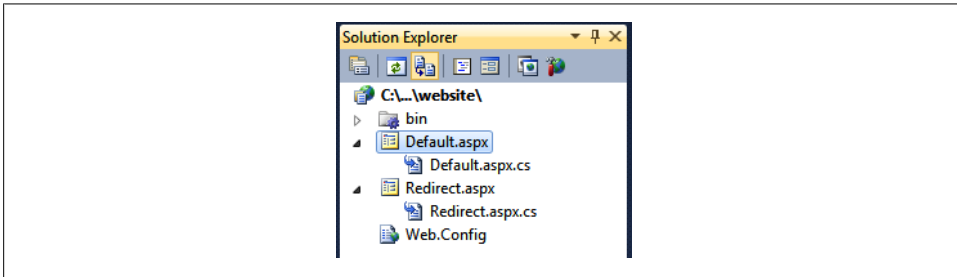 Solution Explorer
C:\...\website\
bin
Default.aspx
Default.aspx.cs
Redirect.aspx
Redirect.aspx.cs
Web.Config